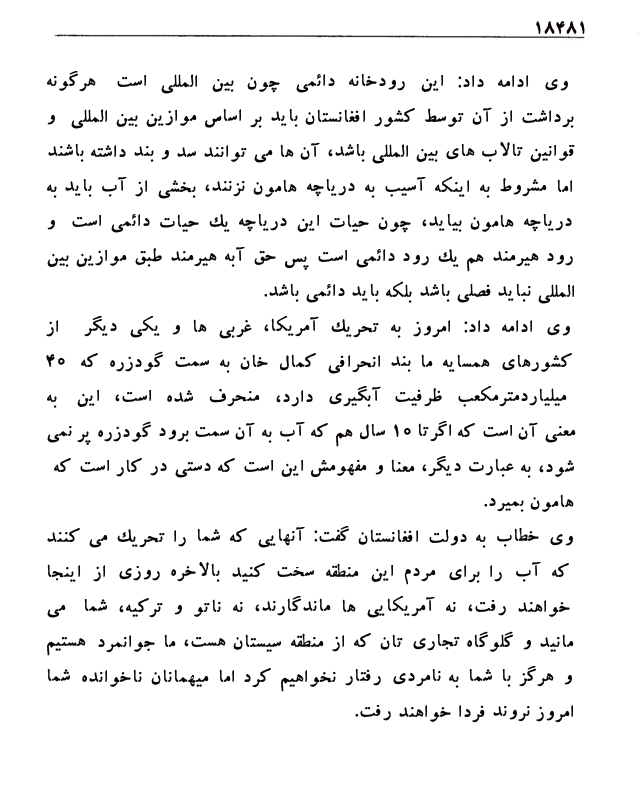 ۱۸۴۸۱
وی ادامه داد: این رودخانه دائمی چون بین المللی است هرگونه
برداشت از آن توسط کشور افغانستان باید بر اساس موازین بین المللی و
قوانین تالاب های بین المللی باشد، آن ها می توانند سد و بند داشته باشند
اما مشروط به اینکه آسیب به دریاچه هامون نزنند، بخشی از آب باید به
دریاچه هامون بیاید، چون حیات این دریاچه یك حیات دائمی است و
رود هیرمند هم یك رود دائمی است پس حق آبه هیرمند طبق موازین بین
المللی نباید فصلی باشد بلکه باید دائمی باشد.
وی ادامه داد: امروز به تحریك آمریکا، غربی ها و یکی دیگر از
کشورهای همسایه ما بند انحرافی کمال خان به سمت گودزره که ۴۰
میلیاردمترمکعب ظرفیت آبگیری دارد، منحرف شده است، این به
معنی آن است که اگر تا ۱۰ سال هم که آب به آن سمت برود گودزره پر نمی
شود، به عبارت دیگر، معنا و مفهومش این است که دستی در کار است که
هامون بمیرد.
وی خطاب به دولت افغانستان گفت: آنهایی که شما را تحریك می کنند
که آب را برای مردم این منطقه سخت کنید بالاخره روزی از اینجا
خواهند رفت، نه آمریکایی ها ماندگارند، نه ناتو و ترکیه، شما می
مانید و گلوگاه تجاری تان که از منطقه سیستان هست، ما جوانمرد هستیم
و هرگز با شما به نامردی رفتار نخواهیم کرد اما میهمانان ناخوانده شما
امروز نروند فردا خواهند رفت.